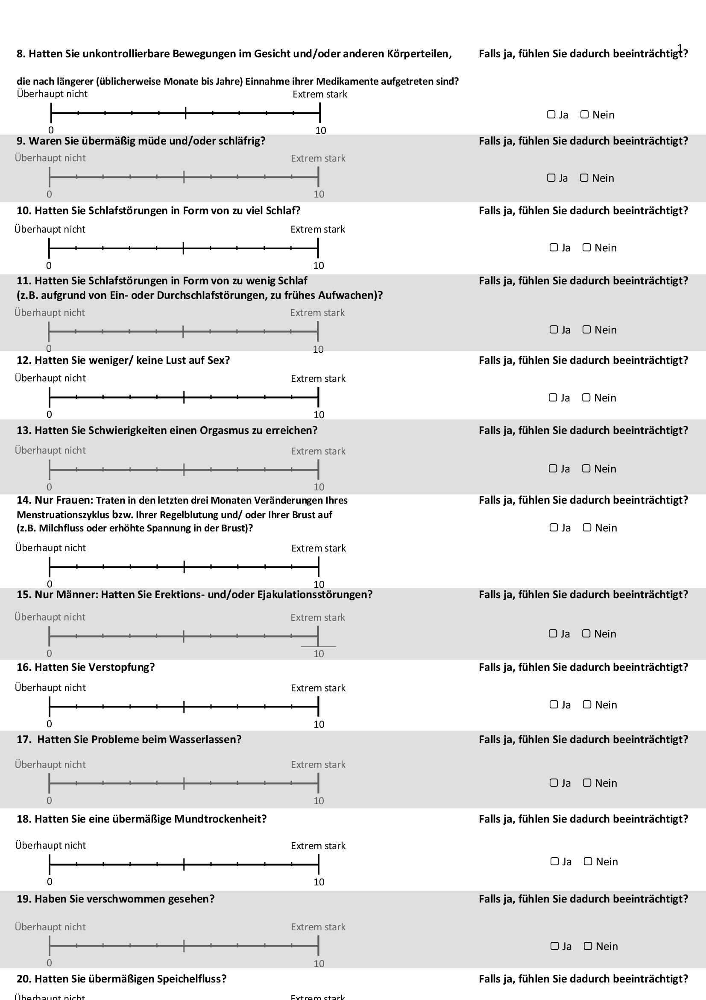 1
8. Hatten Sie unkontrollierbare Bewegungen im Gesicht und/oder anderen Körperteilen, Falls ja, fühlen Sie dadurch beeinträchtigt?
die nach längerer (üblicherweise Monate bis Jahre) Einnahme ihrer Medikamente aufgetreten sind?
Überhaupt nicht Extrem stark
Ja Nein
0 10
9. Waren Sie übermäßig müde und/oder schläfrig? Falls ja, fühlen Sie dadurch beeinträchtigt?
Überhaupt nicht Extrem stark
Ja Nein
0 10
10. Hatten Sie Schlafstörungen in Form von zu viel Schlaf? Falls ja, fühlen Sie dadurch beeinträchtigt?
Überhaupt nicht Extrem stark
Ja Nein
0 10
11. Hatten Sie Schlafstörungen in Form von zu wenig Schlaf Falls ja, fühlen Sie dadurch beeinträchtigt?
(z.B. aufgrund von Ein- oder Durchschlafstörungen, zu frühes Aufwachen)?
Überhaupt nicht Extrem stark
Ja Nein
0 10
12. Hatten Sie weniger/ keine Lust auf Sex? Falls ja, fühlen Sie dadurch beeinträchtigt?
Überhaupt nicht Extrem stark
Ja Nein
0 10
13. Hatten Sie Schwierigkeiten einen Orgasmus zu erreichen? Falls ja, fühlen Sie dadurch beeinträchtigt?
Überhaupt nicht Extrem stark
Ja Nein
0 10
14. Nur Frauen: Traten in den letzten drei Monaten Veränderungen Ihres Falls ja, fühlen Sie dadurch beeinträchtigt?
Menstruationszyklus bzw. Ihrer Regelblutung und/ oder Ihrer Brust auf
(z.B. Milchfluss oder erhöhte Spannung in der Brust)? Ja Nein
Überhaupt nicht Extrem stark
0 10
15. Nur Männer: Hatten Sie Erektions- und/oder Ejakulationsstörungen? Falls ja, fühlen Sie dadurch beeinträchtigt?
Überhaupt nicht Extrem stark
Ja Nein
0 10
16. Hatten Sie Verstopfung? Falls ja, fühlen Sie dadurch beeinträchtigt?
Überhaupt nicht Extrem stark
Ja Nein
0 10
17. Hatten Sie Probleme beim Wasserlassen? Falls ja, fühlen Sie dadurch beeinträchtigt?
Überhaupt nicht Extrem stark
Ja Nein
0 10
18. Hatten Sie eine übermäßige Mundtrockenheit? Falls ja, fühlen Sie dadurch beeinträchtigt?
Überhaupt nicht Extrem stark
Ja Nein
0 10
19. Haben Sie verschwommen gesehen? Falls ja, fühlen Sie dadurch beeinträchtigt?
Überhaupt nicht Extrem stark
Ja Nein
0 10
20. Hatten Sie übermäßigen Speichelfluss? Falls ja, fühlen Sie dadurch beeinträchtigt?
Überhaupt nicht Extrem stark